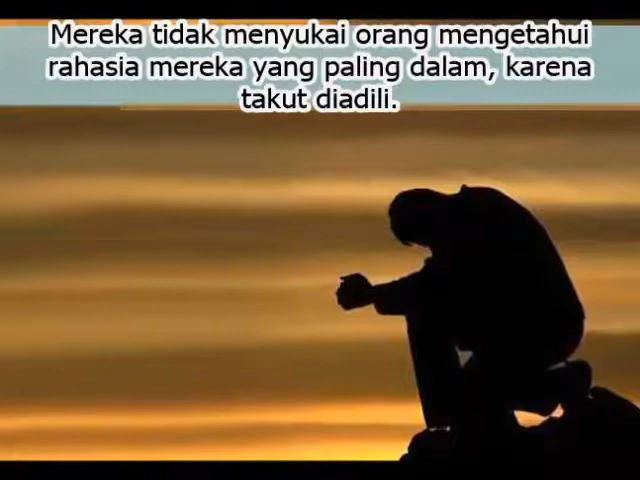 Mereka tidak menyukai orang mengetahui
rahasia mereka yang paling dalam, karena
takut diadili.